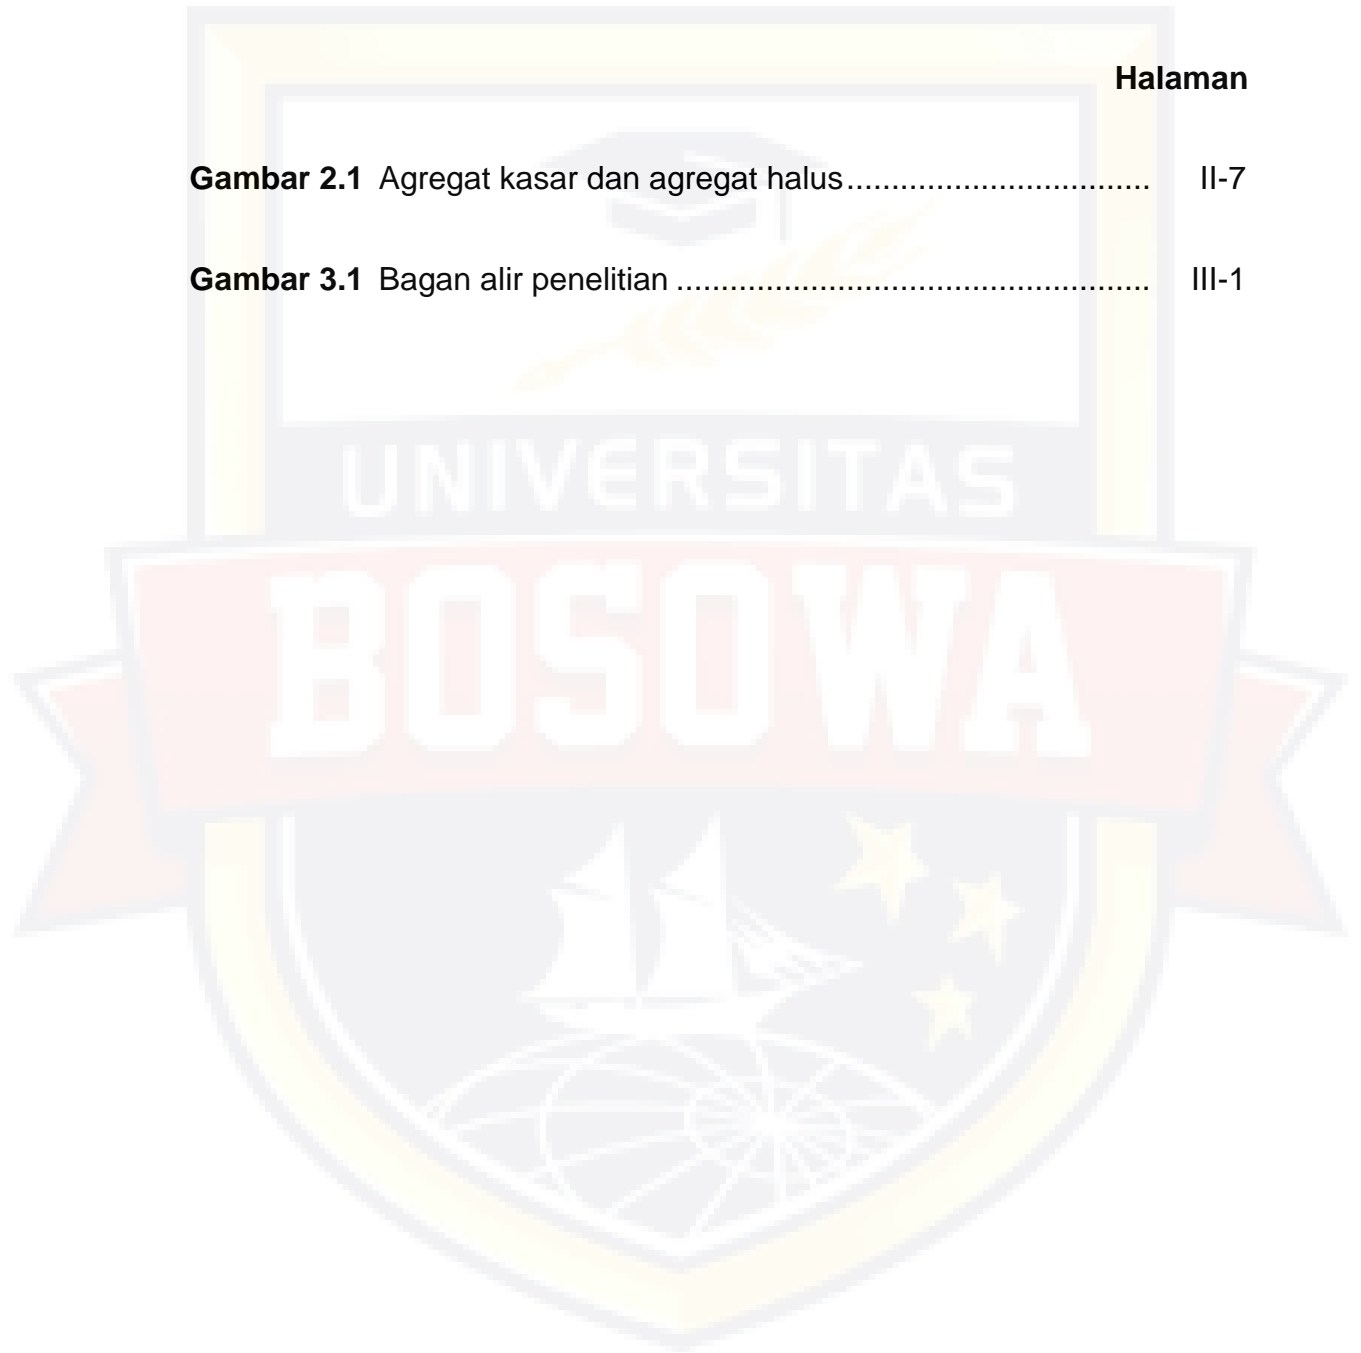 Halaman
Gambar 2.1 Agregat kasar dan agregat halus................................. II-7
Gambar 3.1 Bagan alir penelitian .................................................... III-1
UNIVERSITAS
BOSOWA